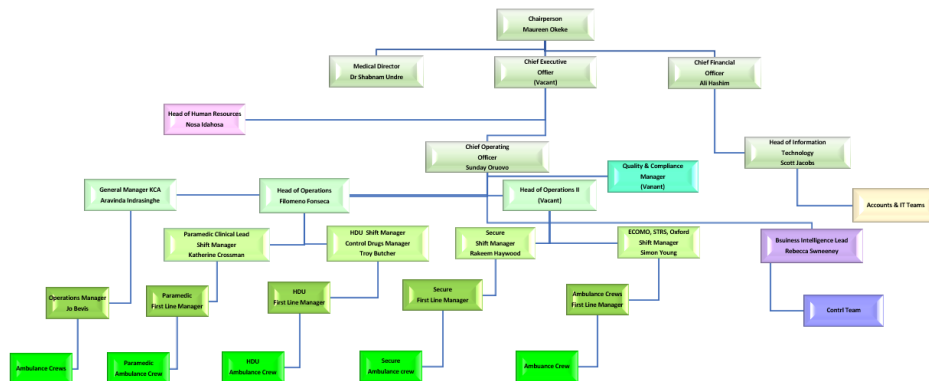 Chairperson
Maureen Okeke
Medical Director
Dr Shabnam Undre
Chief Executive
Offier
(Vacant)
Chief Financial
Officer
Ali Hashim
Head of Human Resources
Nosa Idahosa
Chief Operating
Officer
Sunday Oruovo
Head of Information
Technology
Scott Jacobs
Quality & Compliance
Manager
(Vanant)
General Manager KCA
Aravinda Indrasinghe
Head of Operations
Filomeno Fonseca
Head of Operations II
(Vacant)
Accounts & IT Teams
Paramedic Clinical Lead
Shift Manager
Katherine Crossman
HDU Shift Manager
Control Drugs Manager
Troy Butcher
Secure
Shift Manager
Rakeem Haywood
ECOMO, STRS, Oxford
Shift Manager
Simon Young
Bsuiness Intelligence Lead
Rebecca Swneeney
Operations Manager
Jo Bevis
Paramedic
First Line Manager
HDU
First Line Manager
Secure
First Line Manager
Ambulance Crews
First Line Manager
Contrl Team
Ambulance Crews
Paramedic
Ambulance Crew
HDU
Ambulance Crew
Secure
Ambulance crew
Ambuance Crew